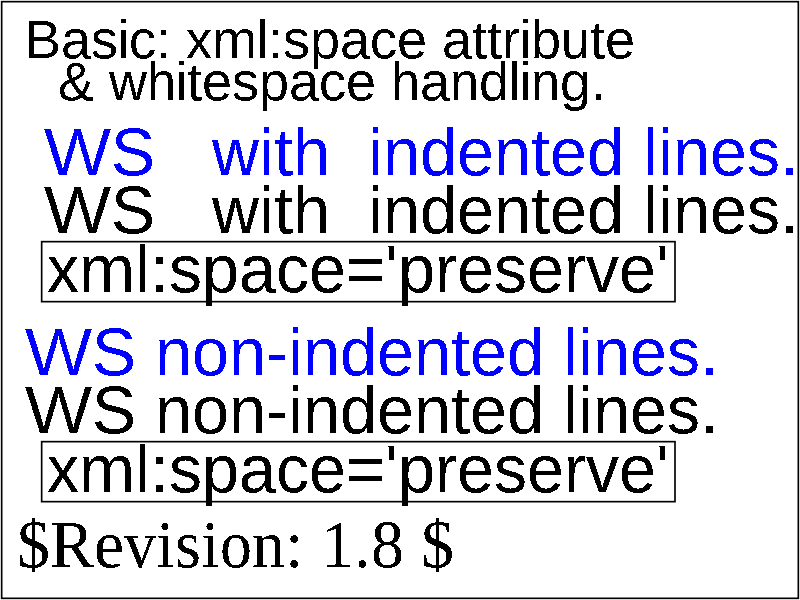 Basic: xml:space attribute
& whitespace handling.
WS   with  indented lines.
WS   with  indented lines.
xml:space='preserve'
WS non-indented lines.
WS non-indented lines.
xml:space='preserve'
$Revision: 1.8 $